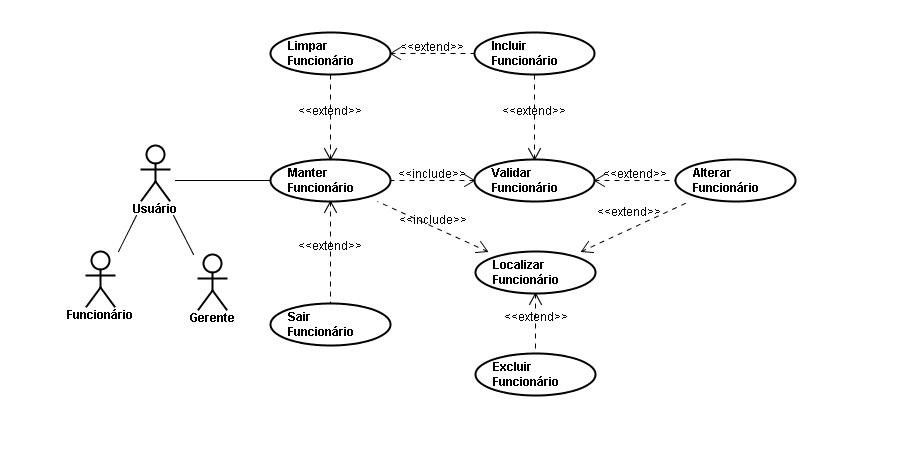 Limpar
Funcionário
<<extend>>
Incluir
Funcionário
<<extend>>
<<extend>>
Usuário
Manter
Funcionário
<<include>>
Validar
Funcionário
<<extend>>
Alterar
Funcionário
<<include>>
<<extend>>
<<extend>>
Localizar
Funcionário
Funcionário
Gerente
Sair
Funcionário
<<extend>>
Excluir
Funcionário